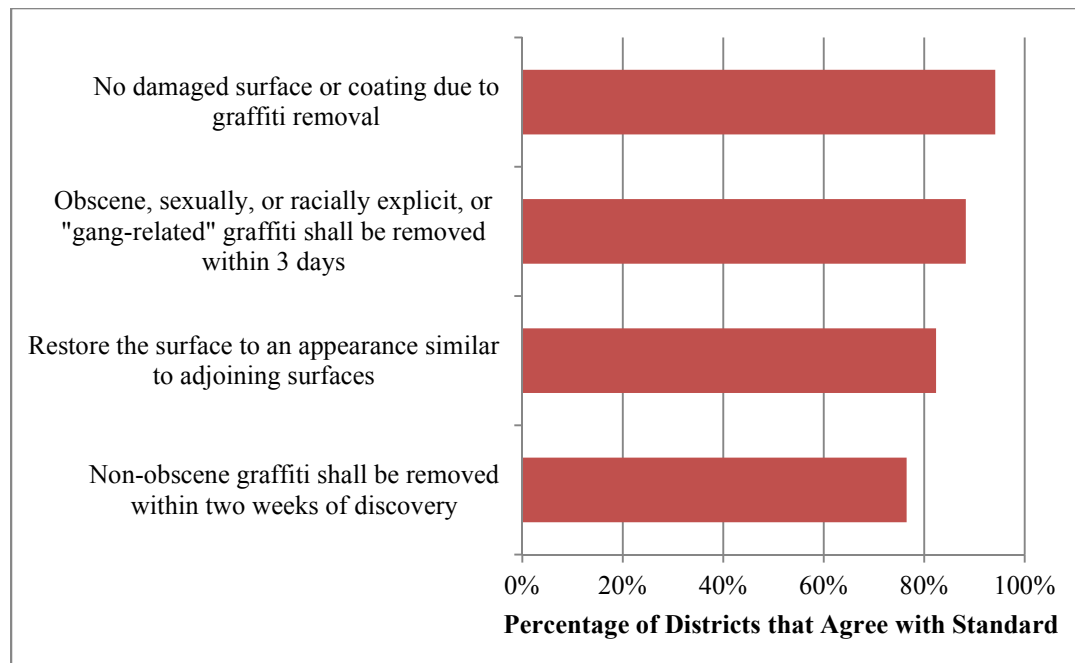 No damaged surface or coating due to
graffiti removal
Obscene, sexually, or racially explicit, or
"gang-related" graffiti shall be removed
within 3 days
Restore the surface to an appearance similar
to adjoining surfaces
Non-obscene graffiti shall be removed
within two weeks of discovery
0% 20% 40% 60% 80% 100%
Percentage of Districts that Agree with Standard